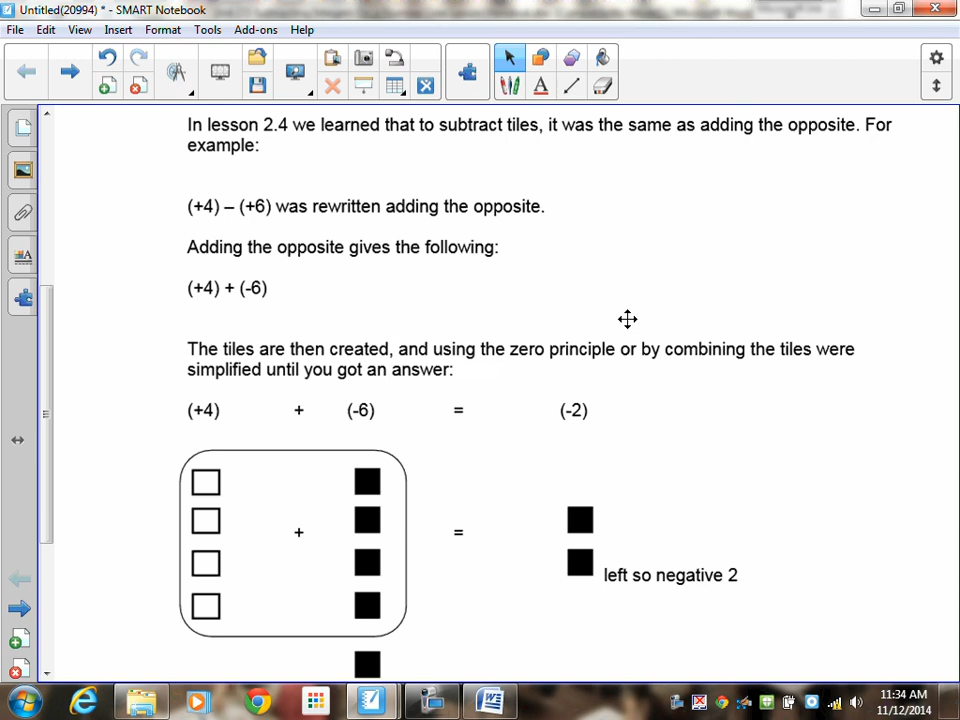 Untitled(20994) * - SMART Notebook
File Edit View Insert Format Tools Add-ons Help
In lesson 2.4 we learned that to subtract tiles, it was the same as adding the opposite. For
example:
(+4) – (+6) was rewritten adding the opposite.
Adding the opposite gives the following:
(+4) + (-6)
The tiles are then created, and using the zero principle or by combining the tiles were
simplified until you got an answer:
(+4) + (-6) = (-2)
+ =
left so negative 2
11:34 AM
11/12/2014